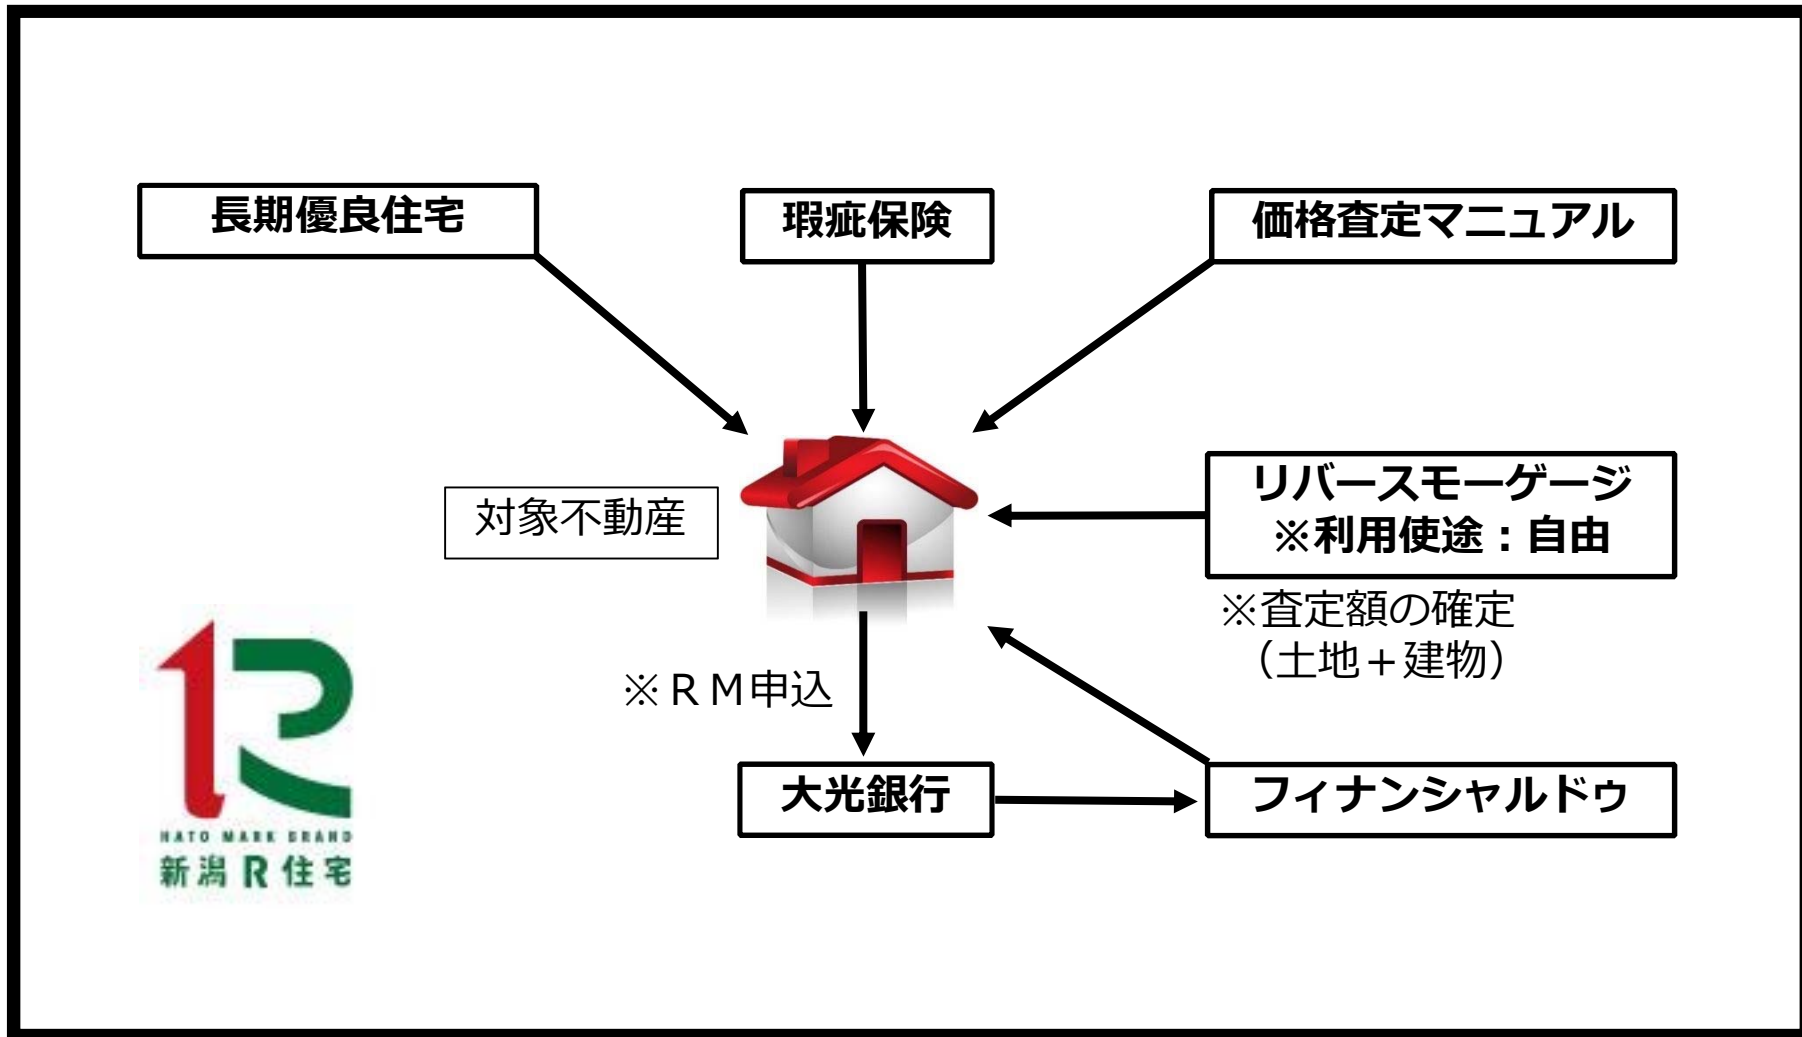 長期優良住宅
瑕疵保険
価格査定マニュアル
対象不動産
リバースモーゲージ
※利用使途：自由
※査定額の確定
（土地＋建物）
※ＲＭ申込
大光銀行
フィナンシャルドゥ
HATO MARK BRAND
新潟R住宅